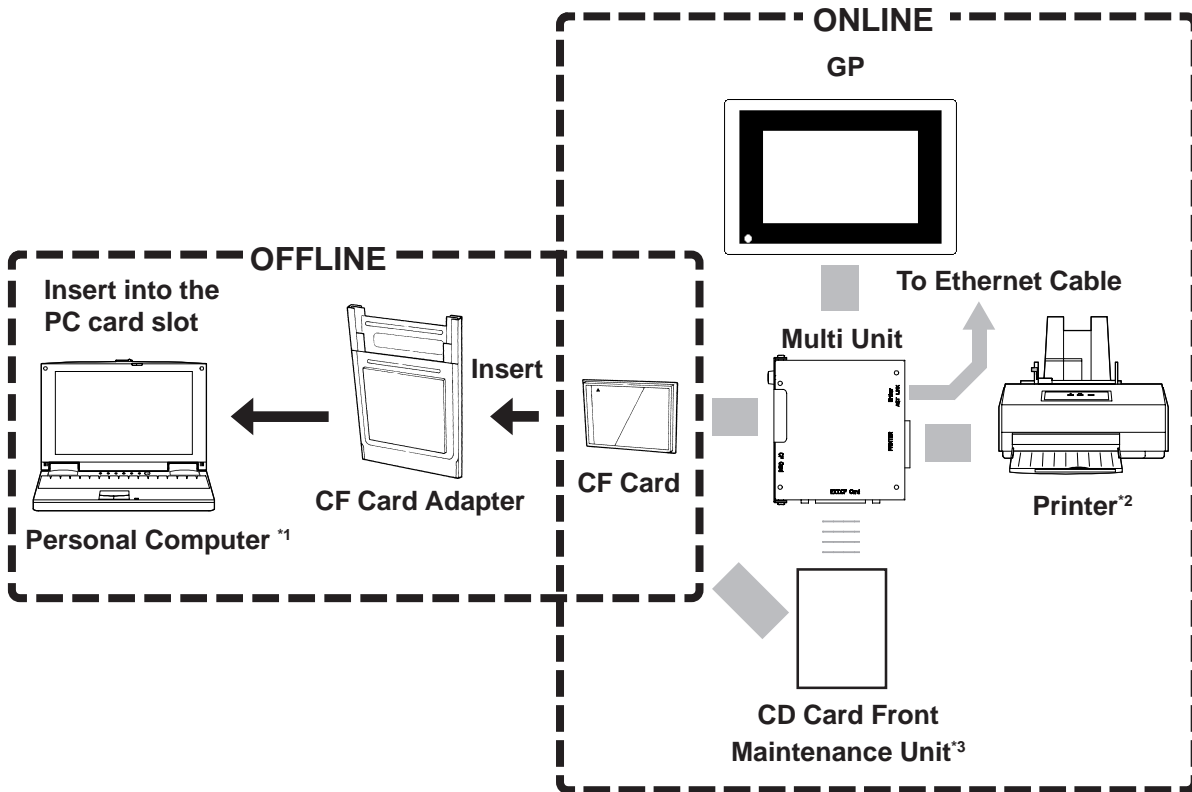 ONLINE
GP
OFFLINE
Insert into the
PC card slot
To Ethernet Cable
Multi Unit
Insert
PRINTER
CF Card
CF Card Adapter
Printer*2
Personal Computer *1
CD Card Front
Maintenance Unit*3